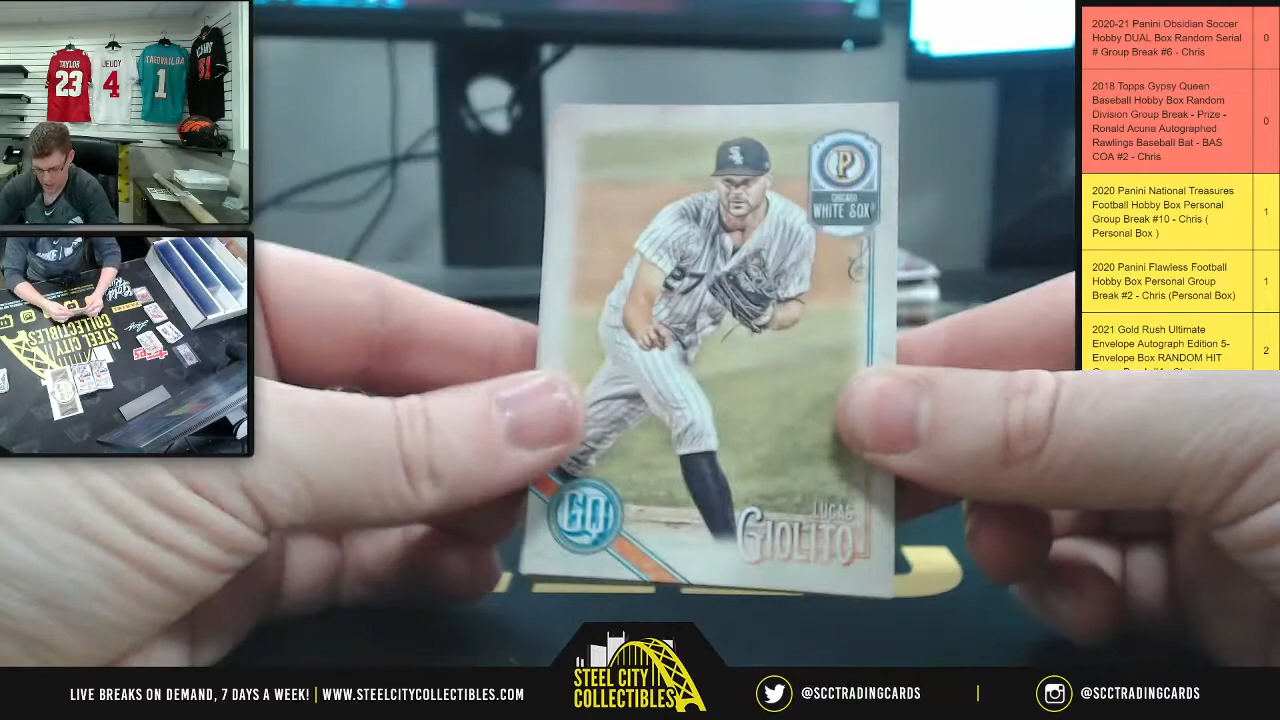 TAYLOR
23
JEUDY
4
TAGOVAILOA
1
2020-21 Panini Obsidian Soccer
Hobby DUAL Box Random Serial
# Group Break #6 - Chris
0
2018 Topps Gypsy Queen
Baseball Hobby Box Random
Division Group Break - Prize -
Ronald Acuna Autographed
Rawlings Baseball Bat - BAS
COA #2 - Chris
0
2020 Panini National Treasures
Football Hobby Box Personal
Group Break #10 - Chris (
Personal Box )
1
2020 Panini Flawless Football
Hobby Box Personal Group
Break #2 - Chris (Personal Box)
1
2021 Gold Rush Ultimate
Envelope Autograph Edition 5-
Envelope Box RANDOM HIT
2
P
CHICAGO
WHITE SOX
27
GQ
LUCAS
GIOLITO
STEEL CITY
COLLECTIBLES
STEEL CITY
COLLECTIBLES
LIVE BREAKS ON DEMAND, 7 DAYS A WEEK! | WWW.STEELCITYCOLLECTIBLES.COM
@SCCTRADINGCARDS
@SCCTRADINGCARDS